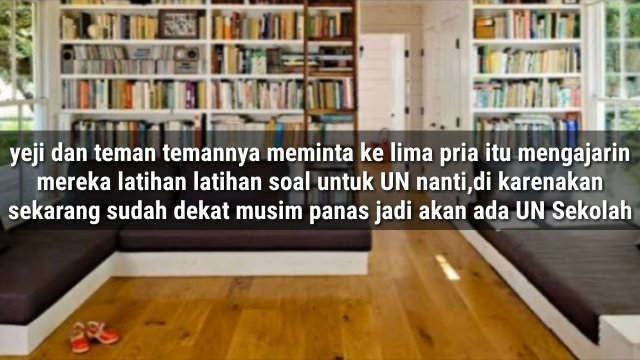 yeji dan teman temannya meminta ke lima pria itu mengajarin
mereka latihan latihan soal untuk UN nanti,di karenakan
sekarang sudah dekat musim panas jadi akan ada UN Sekolah